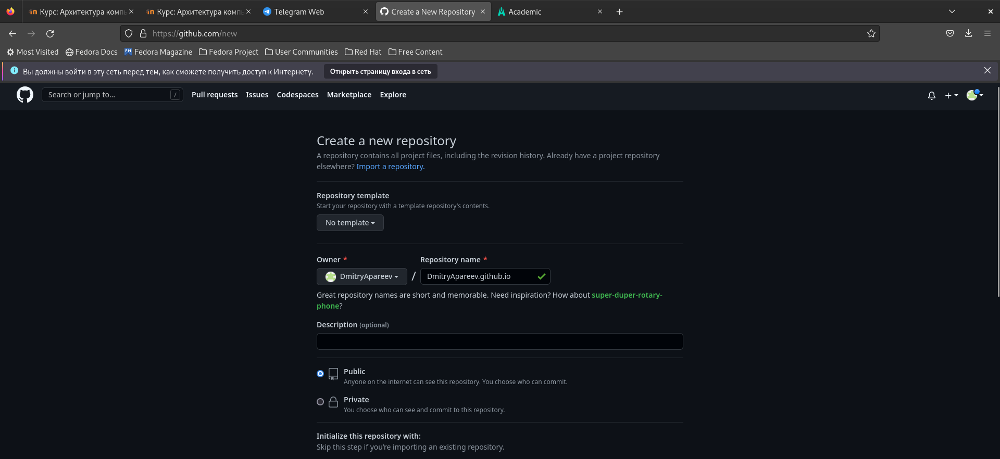 Курс: Архитектура комп
Курс: Архитектура комп
Telegram Web
Create a New Repository
Academic
https://github.com/new
Most Visited
Fedora Docs
FM Fedora Magazine
Fedora Project
User Communities
Red Hat
Free Content
Вы должны войти в эту сеть перед тем, как сможете получить доступ к Интернету.
Открыть страницу входа в сеть
Search or jump to...
/
Pull requests
Issues
Codespaces
Marketplace
Explore
Create a new repository
A repository contains all project files, including the revision history. Already have a project repository
elsewhere? Import a repository.
Repository template
Start your repository with a template repository's contents.
No template
Owner *
Repository name *
DmitryApareev
/
DmitryApareev.github.io
Great repository names are short and memorable. Need inspiration? How about super-duper-rotary-
phone?
Description (optional)
Public
Anyone on the internet can see this repository. You choose who can commit.
Private
You choose who can see and commit to this repository.
Initialize this repository with:
Skip this step if you’re importing an existing repository.